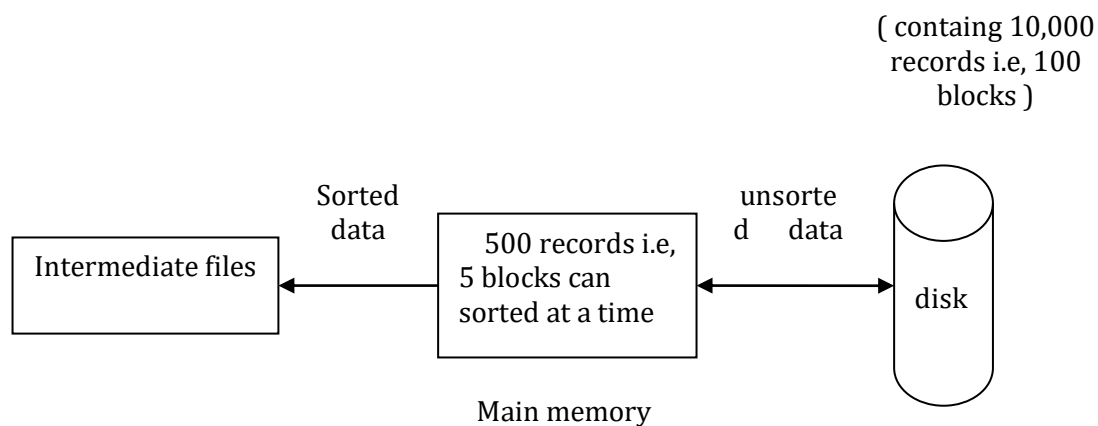 ( containg 10,000
records i.e, 100
blocks )
Sorted
data
unsorte
d data
Intermediate files
500 records i.e,
5 blocks can
sorted at a time
disk
Main memory